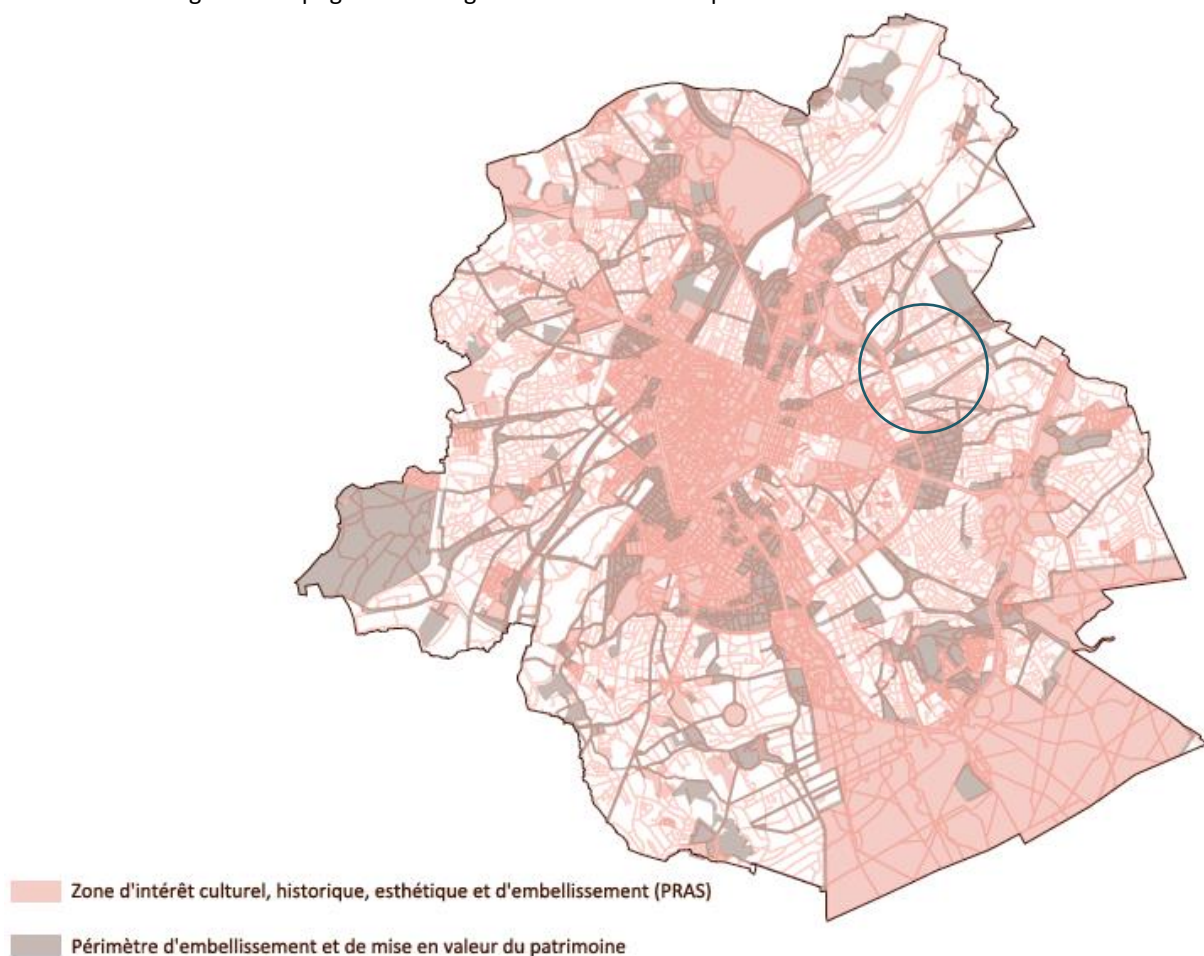 Zone d'intérêt culturel, historique, esthétique et d'embellissement (PRAS)
Périmètre d'embellissement et de mise en valeur du patrimoine